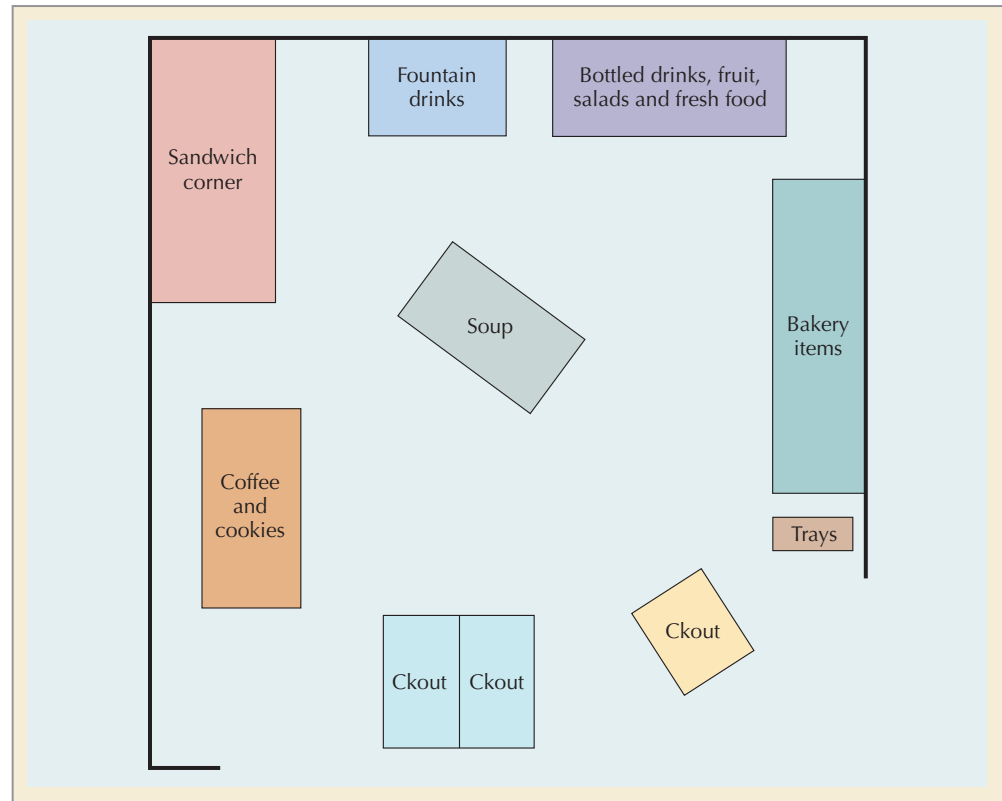 Fountain
drinks
Bottled drinks, fruit,
salads and fresh food
Sandwich
corner
Soup
Bakery
items
Coffee
and
cookies
Trays
Ckout
Ckout
Ckout